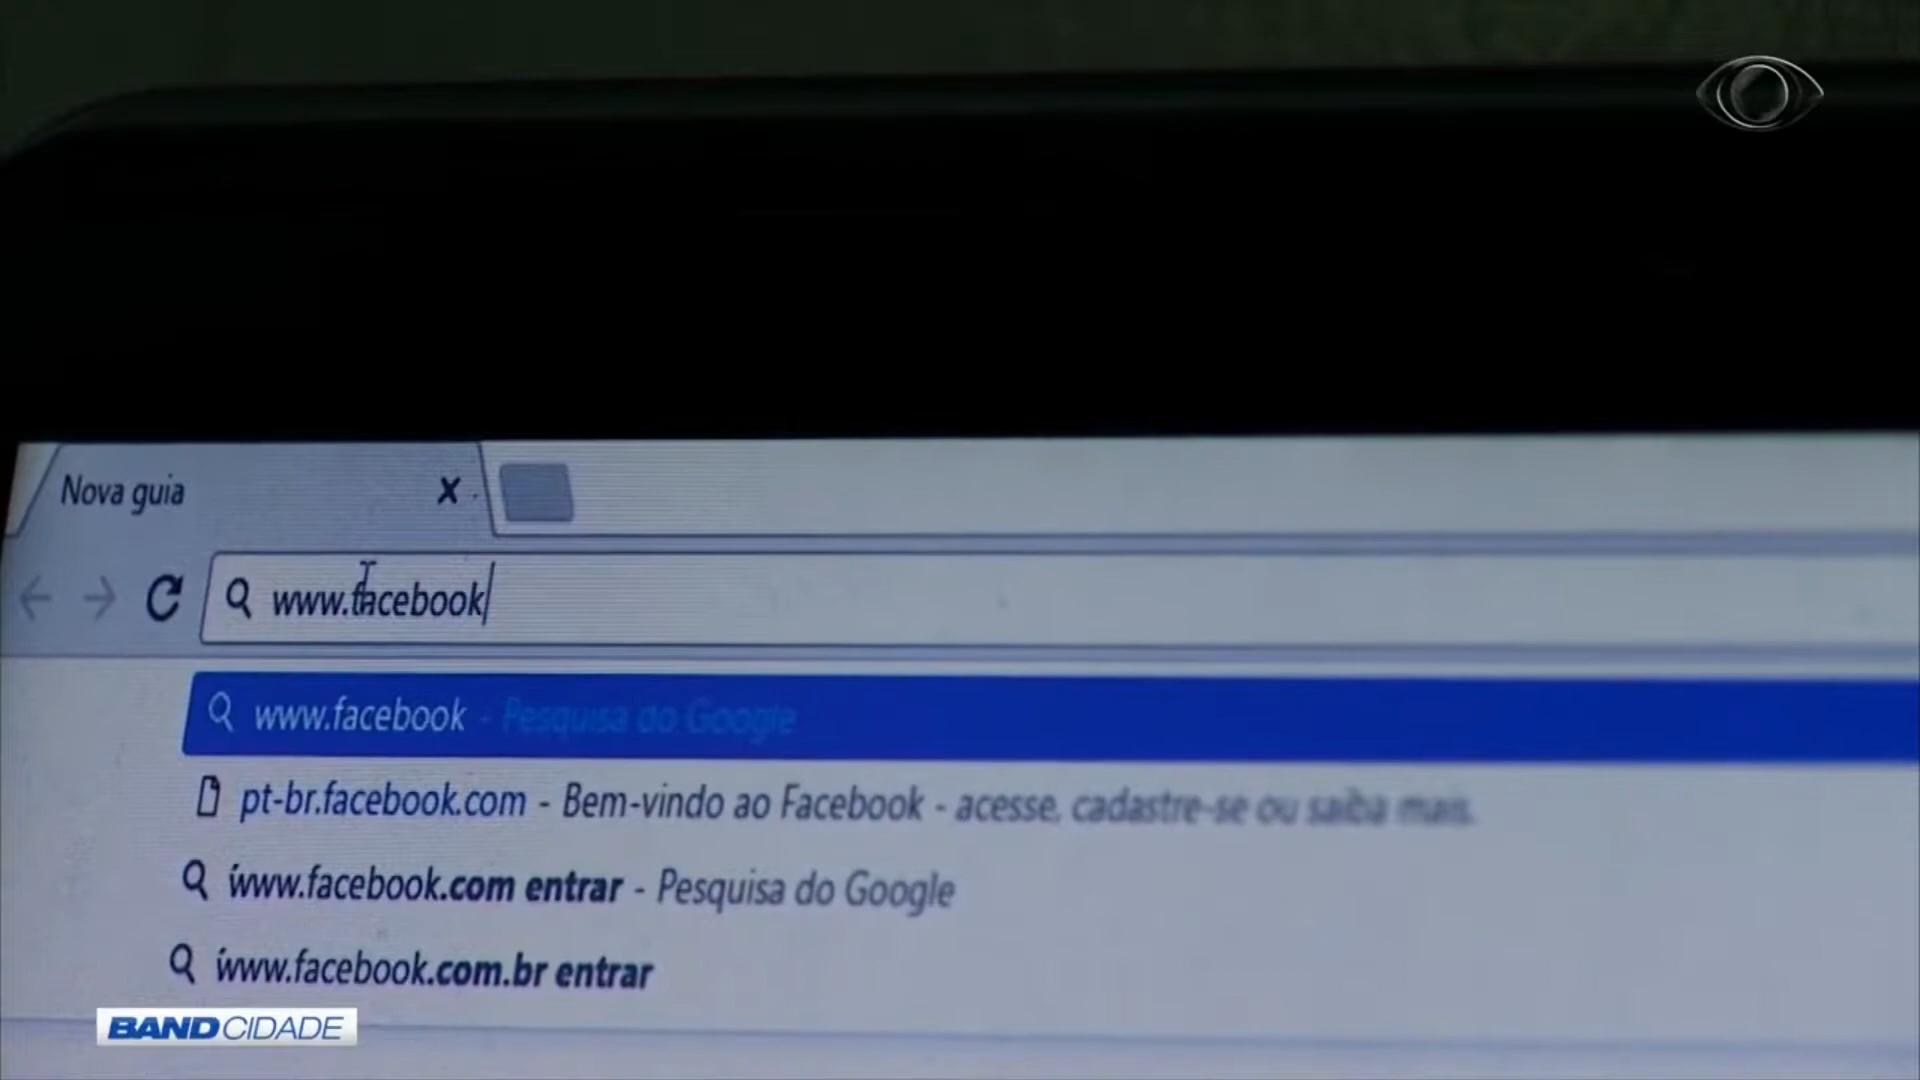 Nova guia
www.facebook
www.facebook - Pesquisa do Google
pt-br.facebook.com - Bem-vindo ao Facebook - acesse, cadastre-se ou saiba mais.
www.facebook.com entrar - Pesquisa do Google
www.facebook.com.br entrar
BAND CIDADE